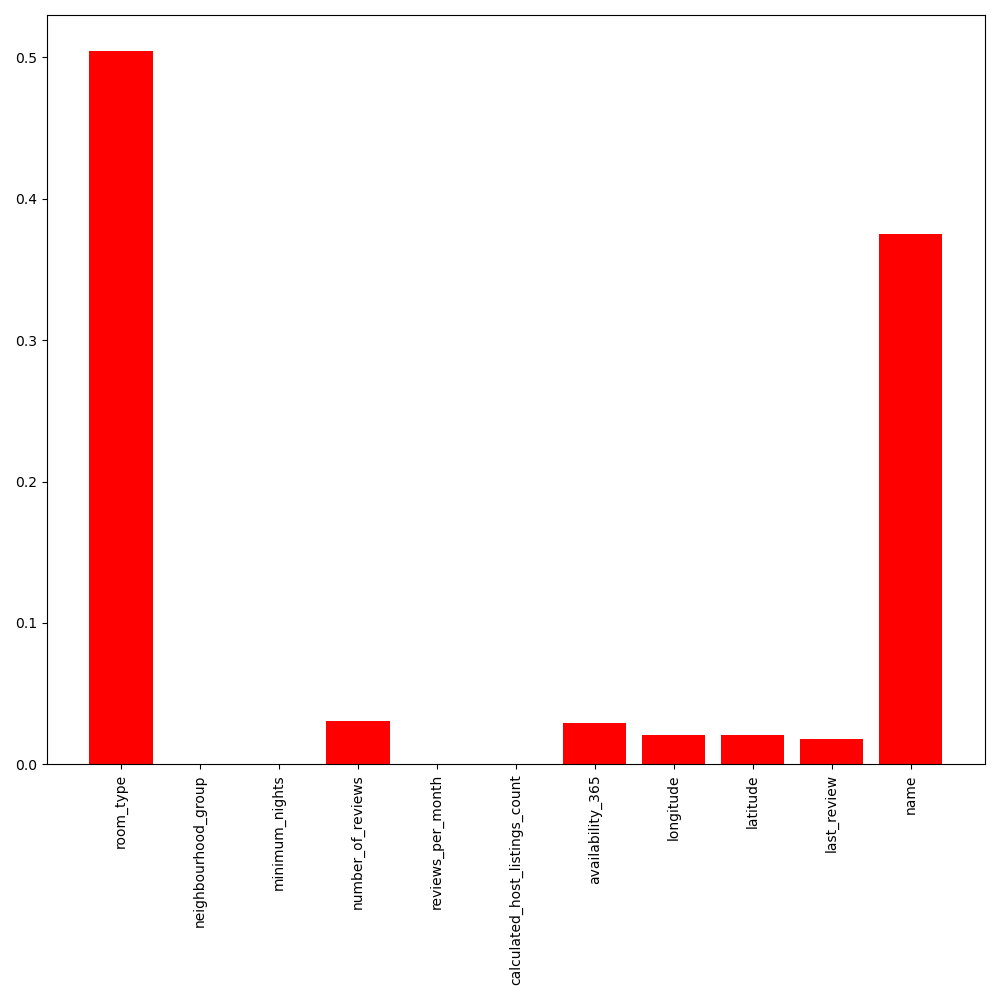 0.5
0.4
0.3
0.2
0.1
0.0
room_type
neighbourhood_group
minimum_nights
number_of_reviews
reviews_per_month
calculated_host_listings_count
availability_365
longitude
latitude
last_review
name